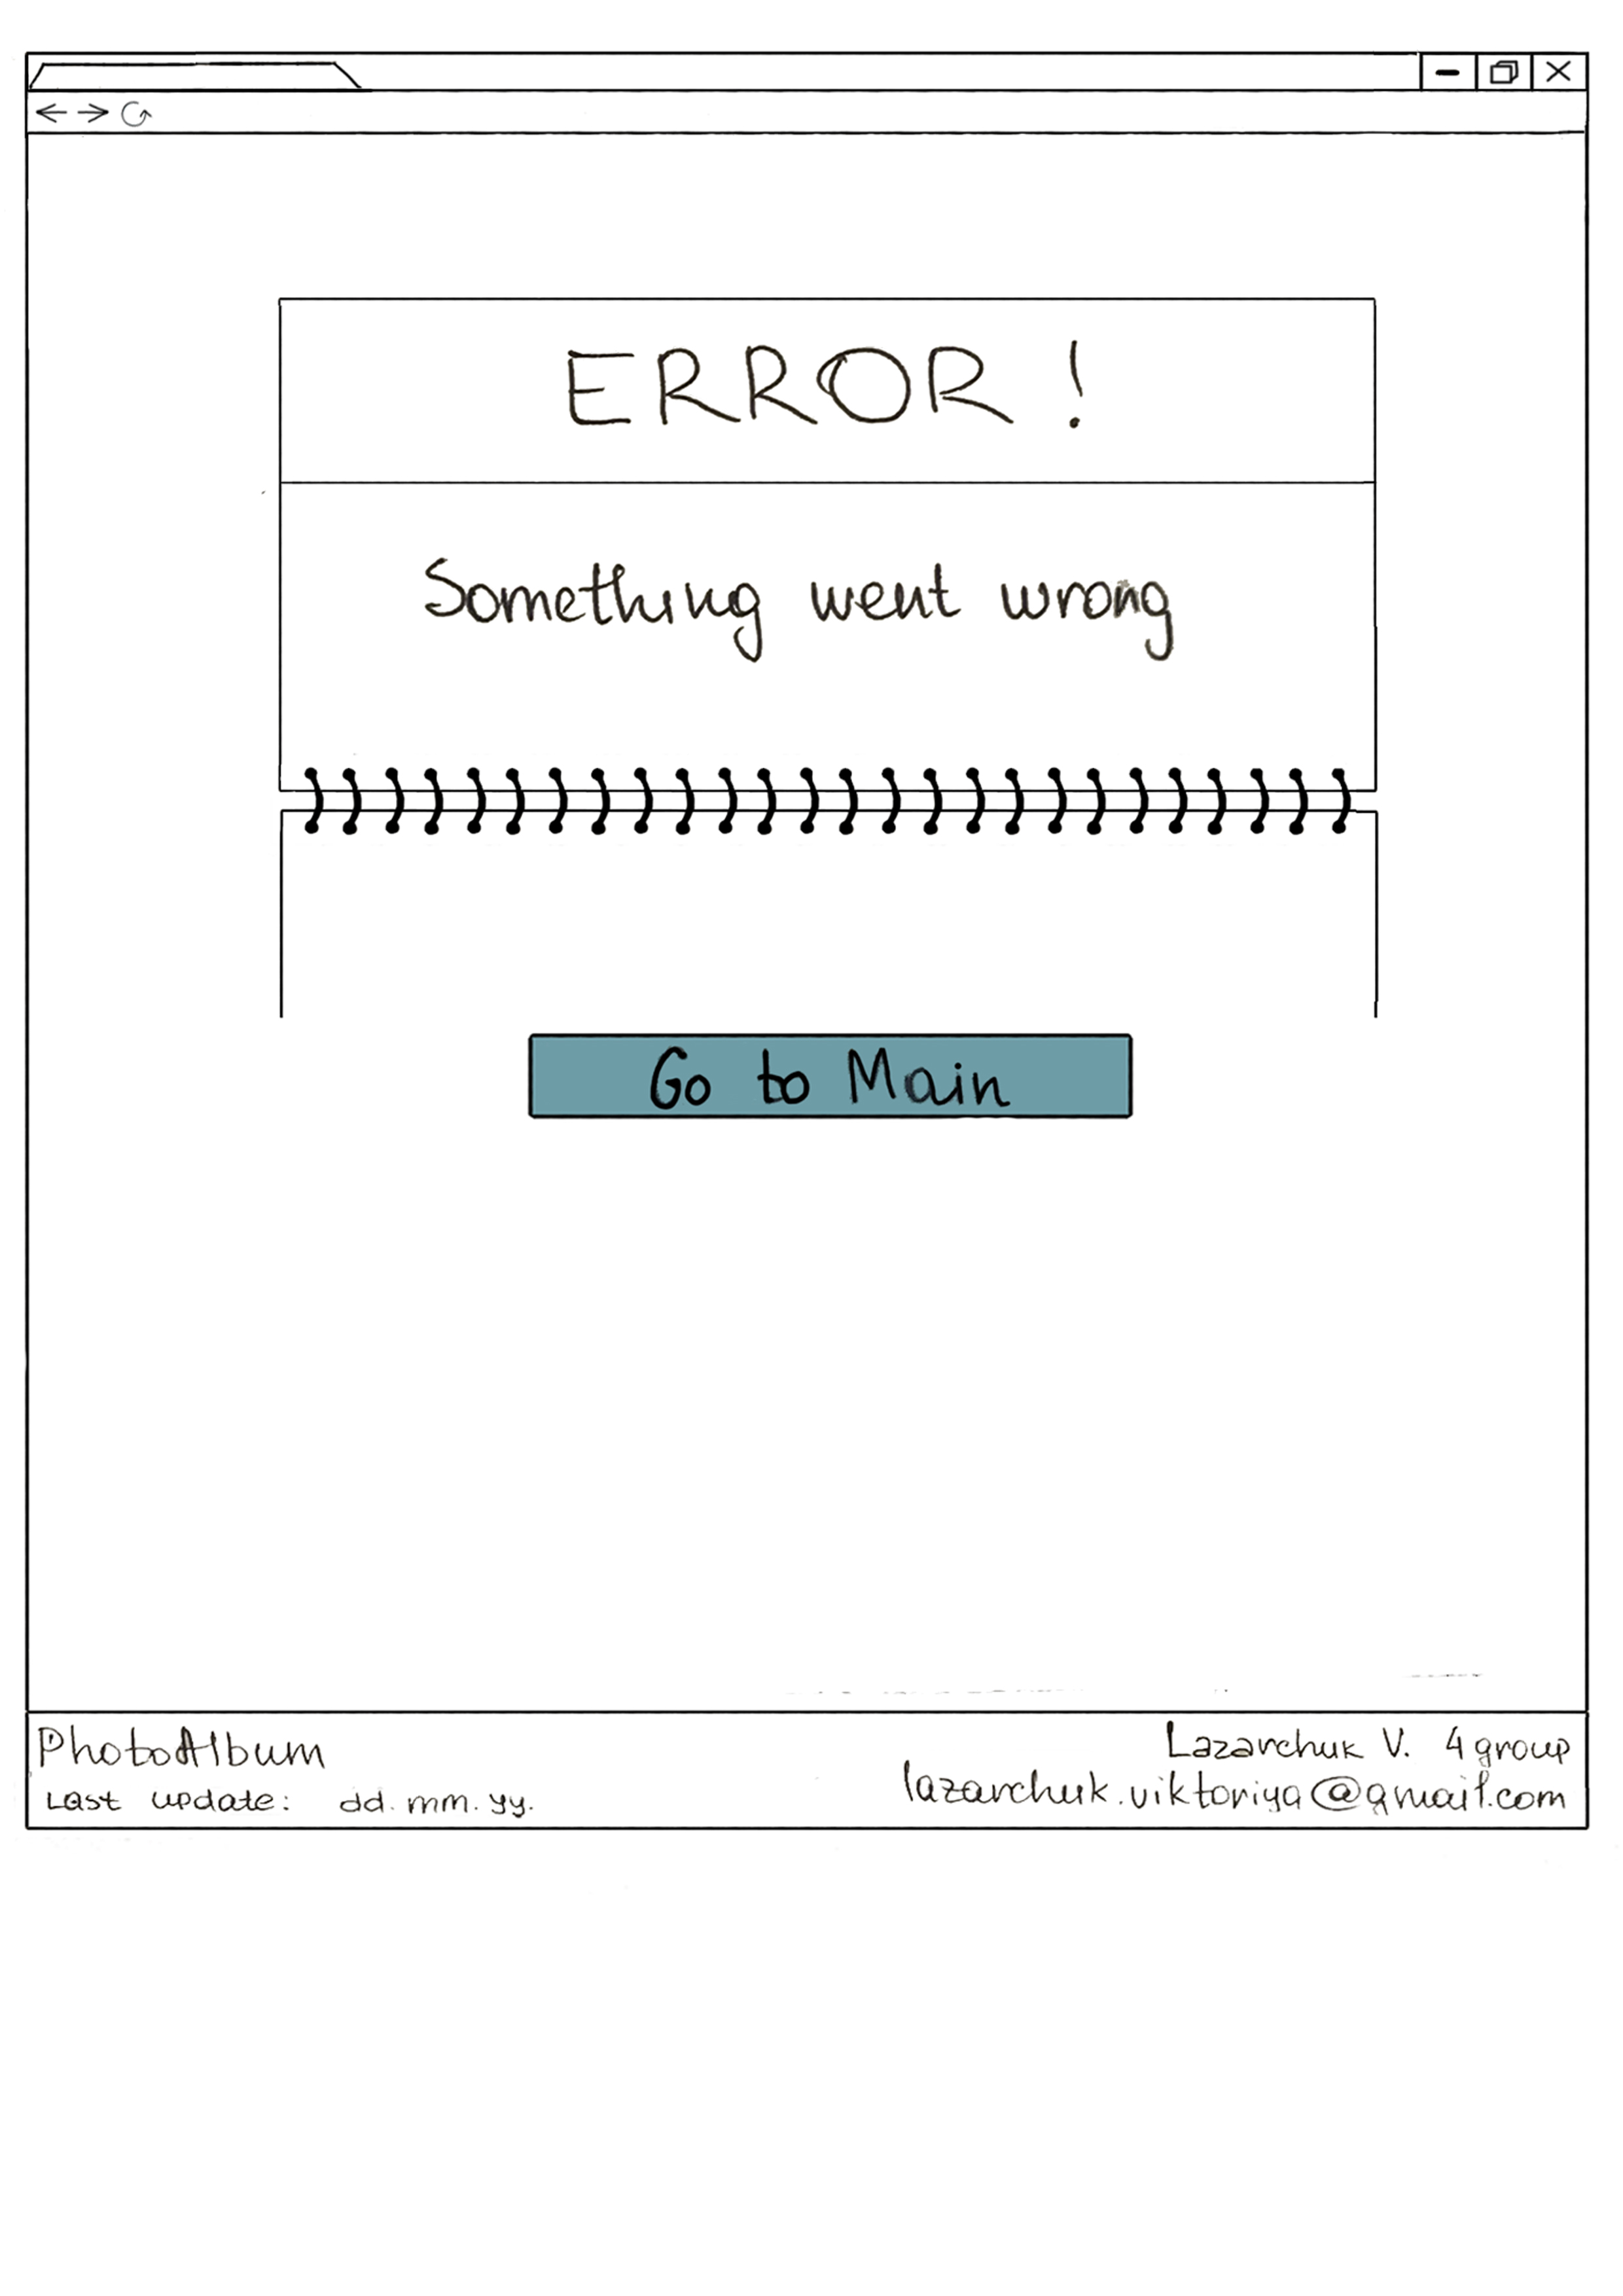 ERROR !
Something went wrong
Go to Main
PhotoAlbum
Last update: dd. mm. yy.
Lazarchuk V. 4 group
lazarchuk.viktoriya@gmail.com